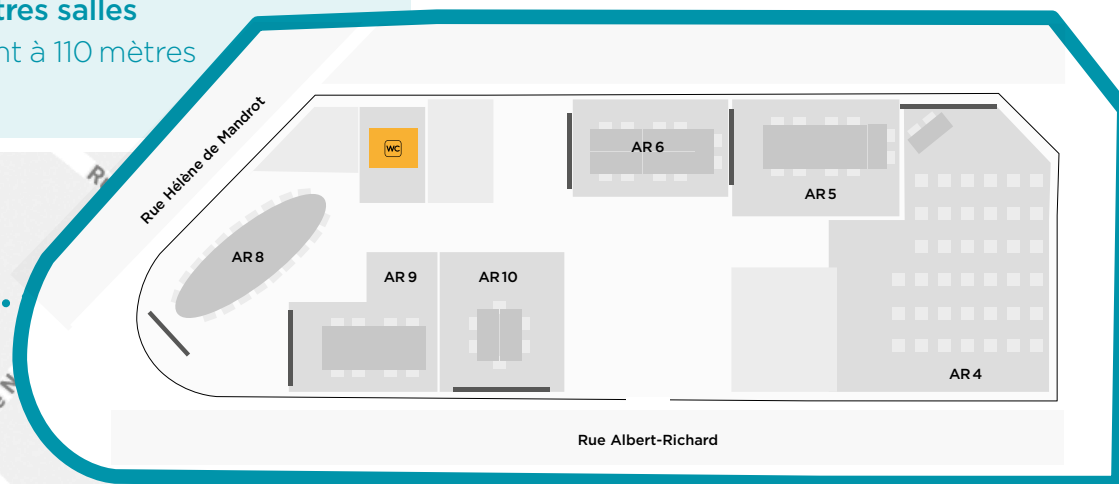 tres salles
nt à 110 mètres
Rue Hélène de Mandrot
WC
AR 6
AR 5
AR 8
AR 9
AR 10
AR 4
Rue Albert-Richard